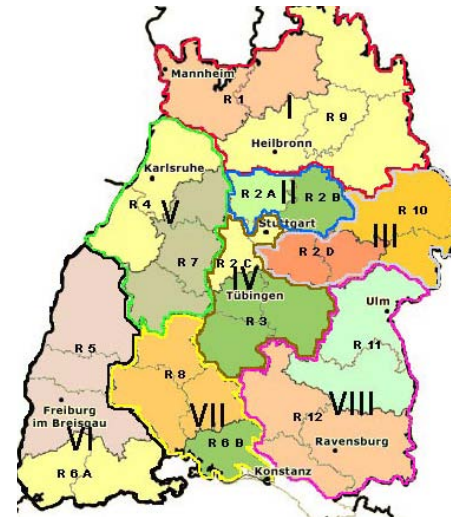 Mannheim
R 1
I
R 9
Heilbronn
Karlsruhe
R 4
V
R 2 A
II
R 2 B
Stuttgart
R 10
III
R 2 D
R 7
R 2 C
IV
Tübingen
R 3
Ulm
R 5
R 8
R 11
Freiburg
im Breisgau
VI
VII
R 12
VIII
R 6 A
R 6 B
Ravensburg
Konstanz